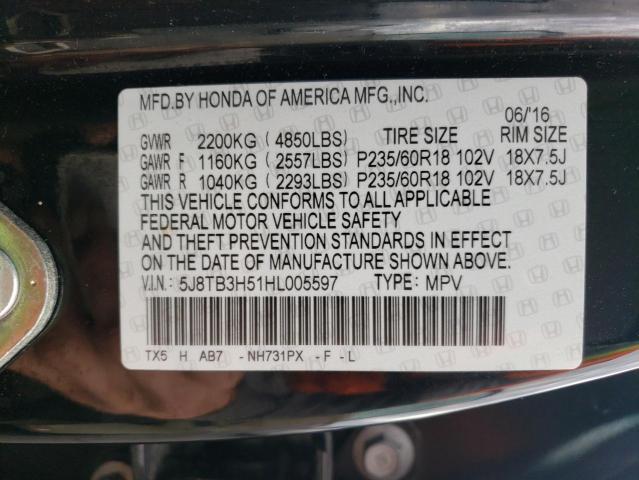 MFD.BY HONDA OF AMERICA MFG.,INC.
06/'16
GVWR 2200KG (4850LBS) TIRE SIZE RIM SIZE
GAWR F 1160KG (2557LBS) P235/60R18 102V 18X7.5J
GAWR R 1040KG (2293LBS) P235/60R18 102V 18X7.5J
THIS VEHICLE CONFORMS TO ALL APPLICABLE
FEDERAL MOTOR VEHICLE SAFETY
AND THEFT PREVENTION STANDARDS IN EFFECT
ON THE DATE OF MANUFACTURE SHOWN ABOVE.
V.I.N.: 5J8TB3H51HL005597 TYPE: MPV
TX5 H AB7 - NH731PX - F - L